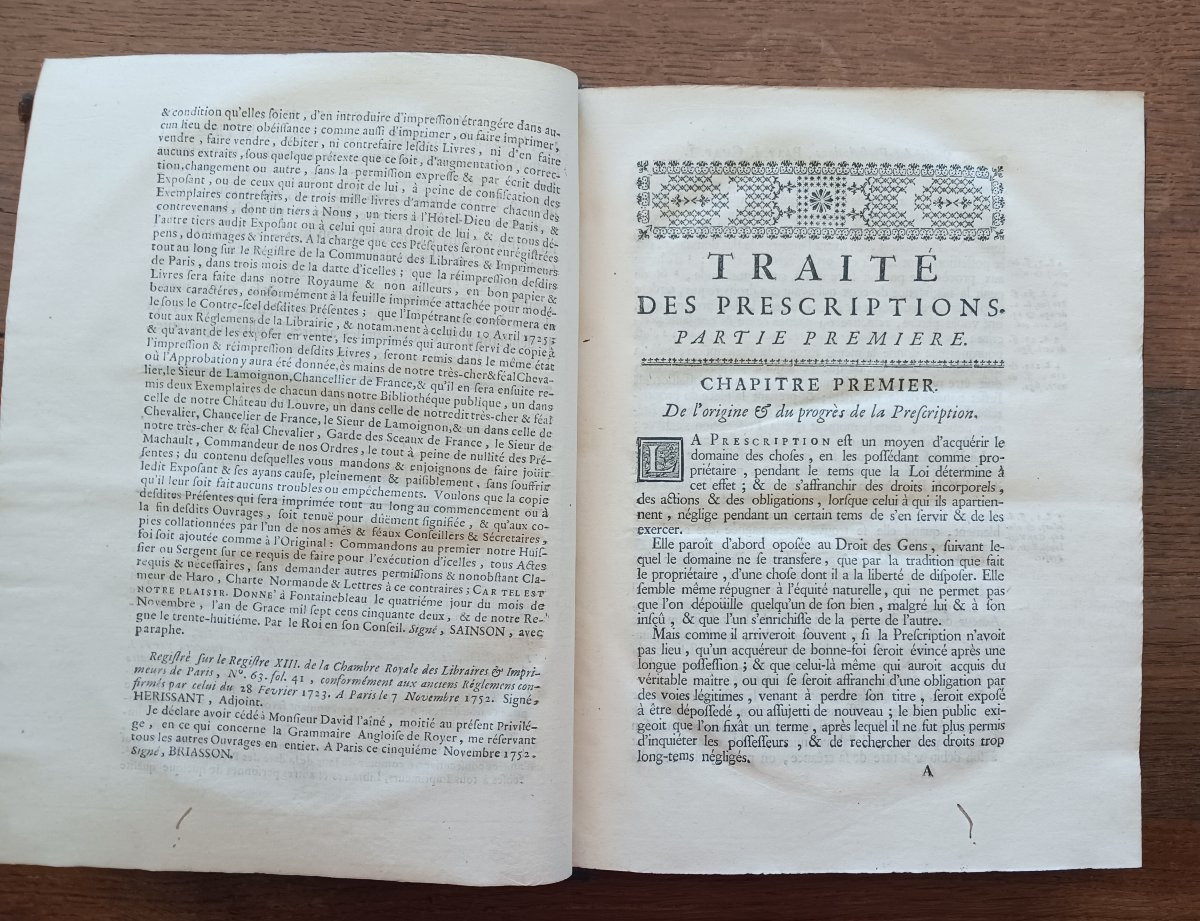 & condition qu'elles ſoient, d'en introduire d'impreſſion étrangére dans au-
cun lieu de notre obéiſſance; comme auſſi d'imprimer, ou faire imprimer,
vendre, faire vendre, débiter, ni contrefaire leſdits Livres, ni d'en faire
aucuns extraits, ſous quelque prétexte que ce ſoit, d'augmentation, correc-
tion, changement ou autre, ſans la permiſſion expreſſe & par écrit dudit
Expoſant, ou de ceux qui auront droit de lui, à peine de confiſcation des
Exemplaires contrefaits, de trois mille livres d'amande contre chacun des
contrevenans, dont un tiers à Nous, un tiers à l'Hôtel-Dieu de Paris, &
l'autre tiers audit Expoſant ou à celui qui aura droit de lui, & de tous dé-
pens, dommages & interêts. A la charge que ces Préſentes ſeront enrégiſtrées
tout au long ſur le Régiſtre de la Communauté des Libraires & Imprimeurs
de Paris, dans trois mois de la datte d'icelles; que la réimpreſſion deſdirs
Livres ſera faite dans notre Royaume & non ailleurs, en bon papier &
beaux caractéres, conformément à la feuille imprimée attachée pour modé-
le ſous le Contre-ſcel deſdites Préſentes; que l'Impétrant ſe conformera en
tout aux Réglemens de la Librairie, & notamment à celui du 10 Avril 1725;
& qu'avant de les expoſer en vente, les imprimés qui auront ſervi de copie à
l'impreſſion & réimpreſſion deſdits Livres, ſeront remis dans le même état
où l'Approbation y aura été donnée, ès mains de notre très-cher & féal Cheva-
lier, le Sieur de Lamoignon, Chancellier de France, & qu'il en ſera enſuite re-
mis deux Exemplaires de chacun dans notre Bibliothéque publique, un dans
celle de notre Château du Louvre, un dans celle de notredit très-cher & féal
Chevalier, Chancelier de France, le Sieur de Lamoignon, & un dans celle de
notre très-cher & féal Chevalier, Garde des Sceaux de France, le Sieur de
Machault, Commandeur de nos Ordres, le tout à peine de nullité des Pré-
ſentes; du contenu deſquelles vous mandons & enjoignons de faire joüir
ledit Expoſant & ſes ayans cauſe, pleinement & paiſiblement, ſans ſouffrir
qu'il leur ſoit fait aucuns troubles ou empêchements. Voulons que la copie
deſdites Préſentes qui ſera imprimée tout au long au commencement ou à
la fin deſdits Ouvrages, ſoit tenuë pour dûëment ſignifiée, & qu'aux co-
pies collationnées par l'un de nos amés & féaux Conſeillers & Sécretaires,
foi ſoit ajoutée comme à l'Original: Commandons au premier notre Huiſ-
ſier ou Sergent ſur ce requis de faire pour l'exécution d'icelles, tous Actes
requis & néceſſaires, ſans demander autres permiſſions & nonobſtant Cla-
meur de Haro, Charte Normande & Lettres à ce contraires; CAR TEL EST
NOTRE PLAISIR. DONNE' à Fontainebleau le quatriéme jour du mois de
Novembre, l'an de Grace mil ſept cens cinquante deux, & de notre Re-
gne le trente-huitiéme. Par le Roi en ſon Conſeil. Signé, SAINSON, avec
paraphe.
Regiſtré ſur le Regiſtre XIII. de la Chambre Royale des Libraires & Impri-
meurs de Paris, N°. 63. fol. 41, conformément aux anciens Réglemens con-
firmés par celui du 28 Février 1723. A Paris le 7 Novembre 1752. Signé,
HERISSANT, Adjoint.
Je déclare avoir cédé à Monſieur David l'aîné, moitié au préſent Privilé-
ge, en ce qui concerne la Grammaire Angloiſe de Royer, me réſervant
tous les autres Ouvrages en entier. A Paris ce cinquiéme Novembre 1752.
Signé, BRIASSON.
TRAITÉ
DES PRESCRIPTIONS.
PARTIE PREMIERE.
CHAPITRE PREMIER.
De l'origine & du progrès de la Preſcription.
LA PRESCRIPTION eſt un moyen d'acquérir le
domaine des choſes, en les poſſédant comme pro-
priétaire, pendant le tems que la Loi détermine à
cet effet; & de s'affranchir des droits incorporels,
des actions & des obligations, lorſque celui à qui ils apartien-
nent, néglige pendant un certain tems de s'en ſervir & de les
exercer.
Elle paroît d'abord opoſée au Droit des Gens, ſuivant le-
quel le domaine ne ſe transfere, que par la tradition que fait
le propriétaire, d'une choſe dont il a la liberté de diſpoſer. Elle
ſemble même répugner à l'équité naturelle, qui ne permet pas
que l'on dépoüille quelqu'un de ſon bien, malgré lui & à ſon
inſçû, & que l'un s'enrichiſſe de la perte de l'autre.
Mais comme il arriveroit ſouvent, ſi la Preſcription n'avoit
pas lieu, qu'un acquéreur de bonne-foi ſeroit évincé après une
longue poſſeſſion; & que celui-là même qui auroit acquis du
véritable maitre, ou qui ſe ſeroit affranchi d'une obligation par
des voies légitimes, venant à perdre ſon titre, ſeroit expoſé
à être dépoſſedé, ou aſſujetti de nouveau; le bien public exi-
geoit que l'on fixât un terme, après lequel il ne fut plus permis
d'inquiéter les poſſeſſeurs, & de rechercher des droits trop
long-tems négligés.
A